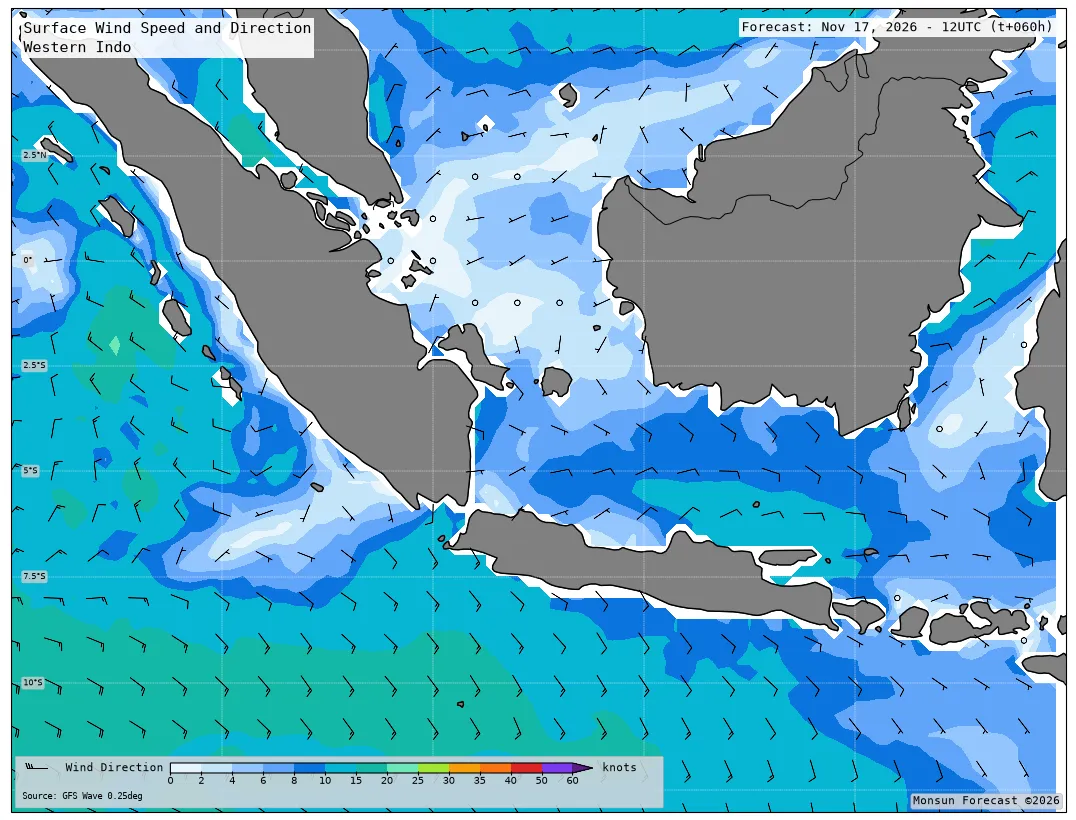 Surface Wind Speed and Direction
Western Indo
Forecast: Nov 17, 2026 - 12UTC (t+060h)
2.5°N
0°
2.5°S
5°S
7.5°S
10°S
Wind Direction
0 2 4 6 8 10 15 20 25 30 35 40 50 60
knots
Source: GFS Wave 0.25deg
Monsun Forecast ©2026